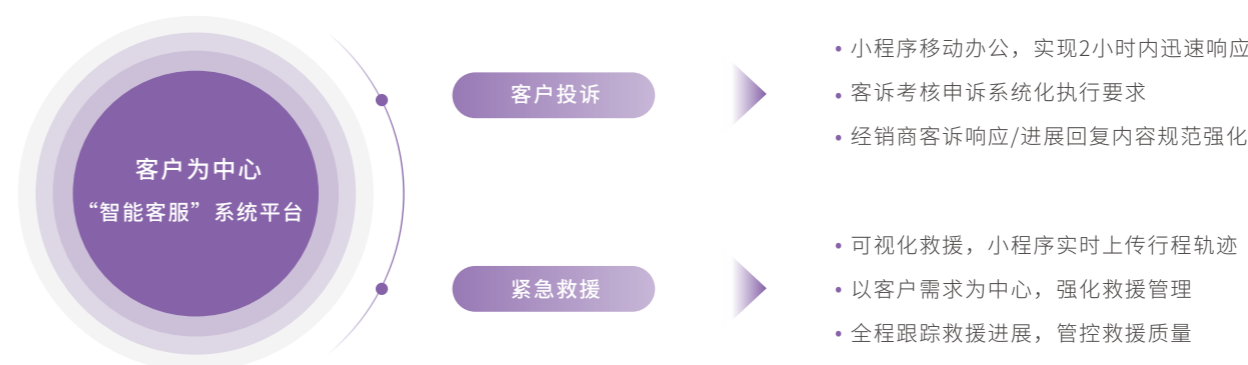 客户为中心
“智能客服”系统平台
客户投诉
• 小程序移动办公，实现2小时内迅速响应
• 客诉考核申诉系统化执行要求
• 经销商客诉响应/进展回复内容规范强化
紧急救援
• 可视化救援，小程序实时上传行程轨迹
• 以客户需求为中心，强化救援管理
• 全程跟踪救援进展，管控救援质量